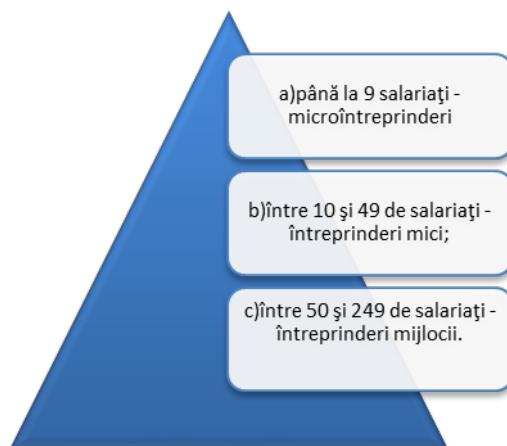 a)până la 9 salariaţi -
microîntreprinderi
b)între 10 şi 49 de salariaţi -
întreprinderi mici;
c)între 50 şi 249 de salariaţi -
întreprinderi mijlocii.